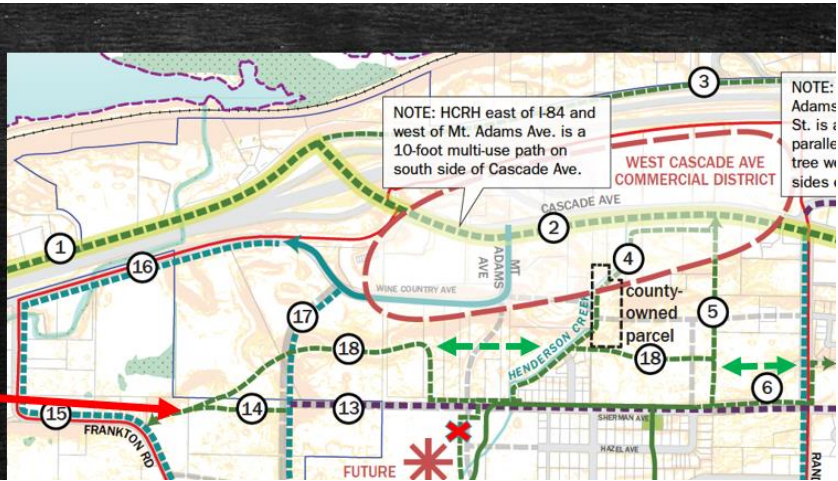 3
NOTE: HCRH east of I-84 and
west of Mt. Adams Ave. is a
10-foot multi-use path on
south side of Cascade Ave.
NOTE:
Adams
St. is a
paralle
tree we
sides o
WEST CASCADE AVE
COMMERCIAL DISTRICT
CASCADE AVE
1
2
16
MT
ADAMS
AVE
4
WINE COUNTRY AVE
county-
owned
parcel
17
5
HENDERSON CREEK
18
18
6
15
14
13
FRANKTON RD
SHERMAN AVE
HAZEL AVE
FUTURE
RAND